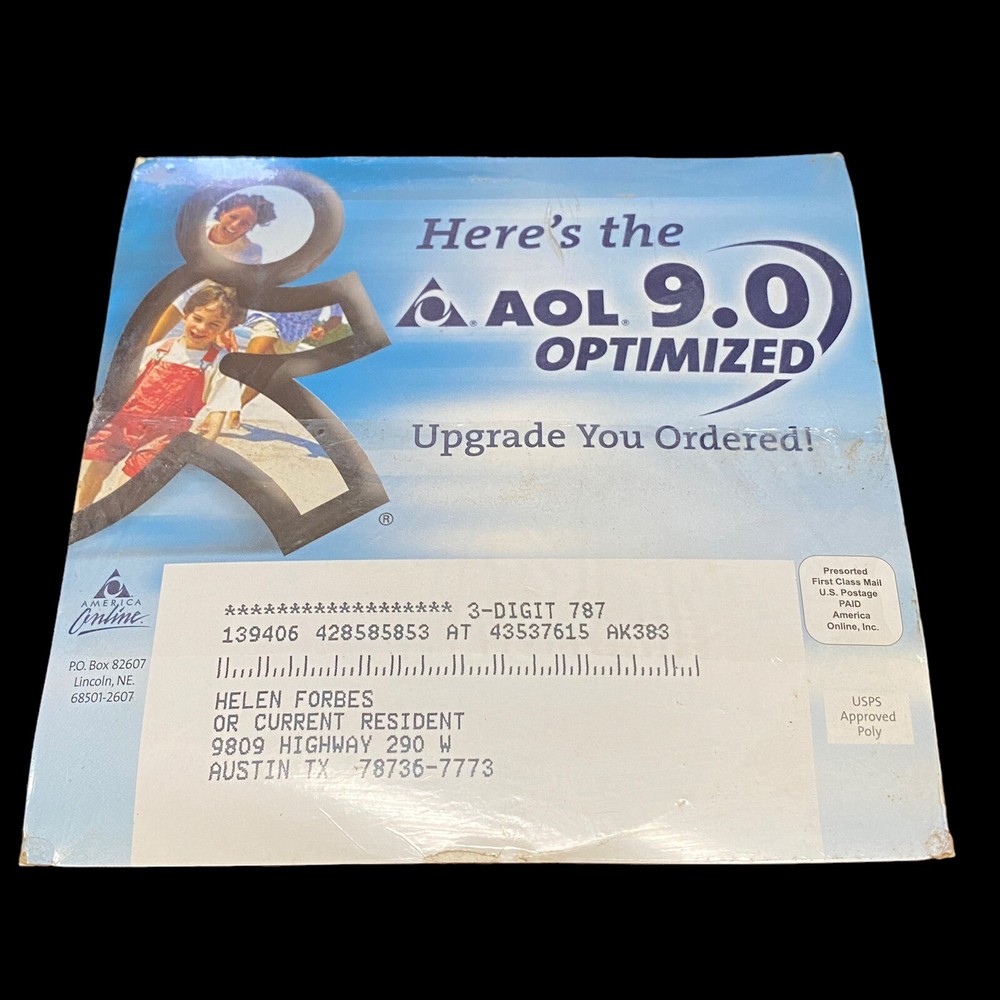 Here's the
AOL® 9.0
OPTIMIZED
Upgrade You Ordered!
®
AMERICA
Online®
P.O. Box 82607
Lincoln, NE.
68501-2607
******************* 3-DIGIT 787
139406 428585853 AT 43537615 AK383
HELEN FORBES
OR CURRENT RESIDENT
9809 HIGHWAY 290 W
AUSTIN TX 78736-7773
Presorted
First Class Mail
U.S. Postage
PAID
America
Online, Inc.
USPS
Approved
Poly